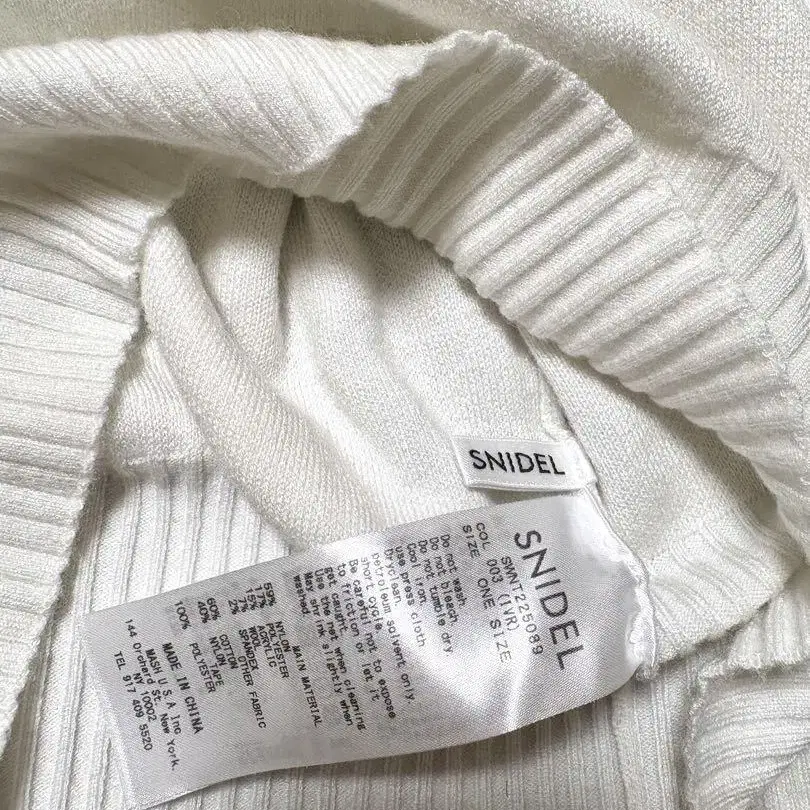 SNIDEL
SNIDEL
SWNT225089
COL 003 (IVR)
SIZE ONE SIZE
Do not wash
Do not bleach
Do not tumble dry
Cool iron.
use press cloth
Dryclean.
petroleum solvent only
short cycle.
Be careful not to expose
to friction or let it
get caught.
Use the net when cleaning
May shrink slightly when
washed.
MAIN MATERIAL
59% NYLON
17% POLYESTER
15% ACRYLIC
WOOL
2% SPANDEX
OTHER FABRIC
60% COTTON
40% NYLON
TAPE
100% POLYESTER
MADE IN CHINA
MASH U S A Inc
144 Orchard St. New York.
NY 10002
TEL 917 409 5520